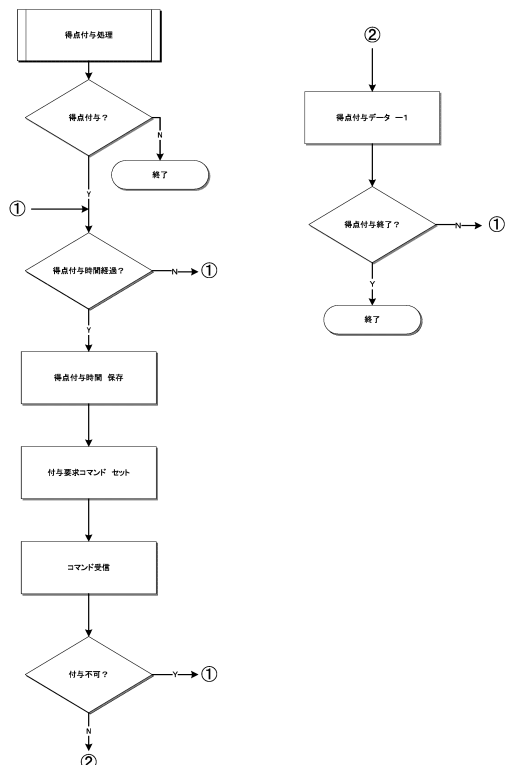 得点付与処理
得点付与？
N
終了
Y
①
得点付与時間経過？
N
①
Y
得点付与時間 保存
付与要求コマンド セット
コマンド受信
付与不可？
Y
①
N
②
②
得点付与データ －1
得点付与終了？
N
①
Y
終了